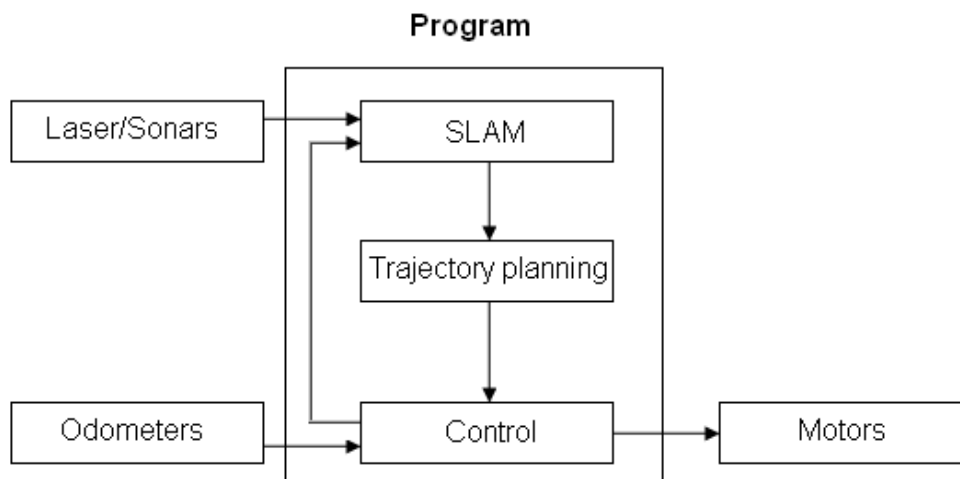 Program
Laser/Sonars
SLAM
Trajectory planning
Odometers
Control
Motors